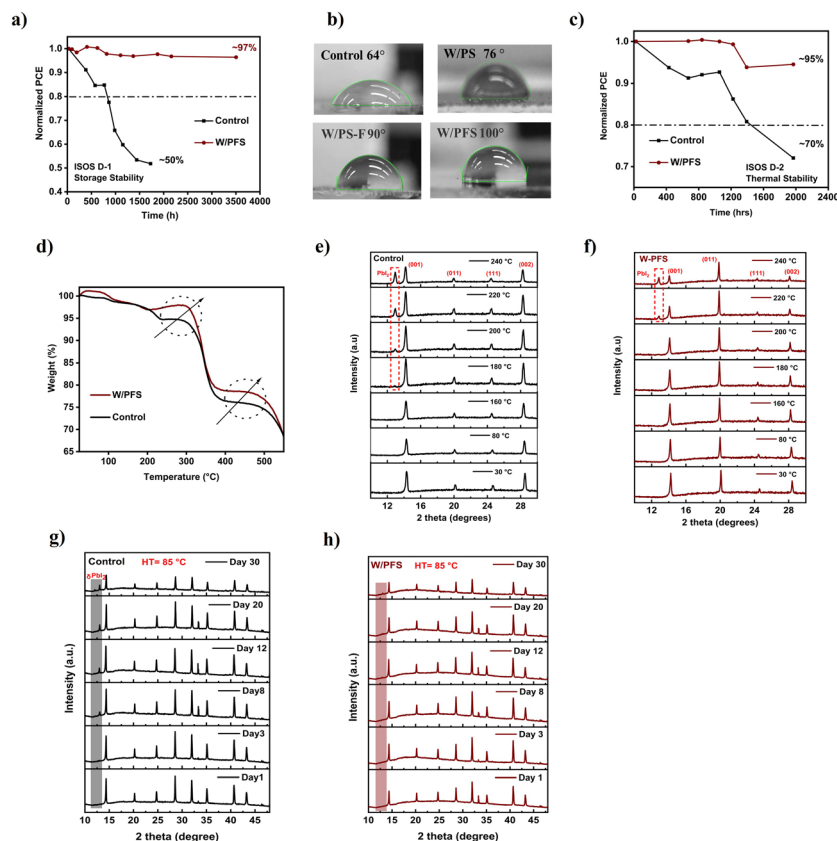 a)
Normalized PCE
1.0
0.9
0.8
0.7
0.6
0.5
0.4
~97%
Control
W/PFS
~50%
ISOS D-1
Storage Stability
0 500 1000 1500 2000 2500 3000 3500 4000
Time (h)
b)
Control 64°
W/PS 76 °
W/PS-F 90°
W/PFS 100°
c)
Normalized PCE
1.0
0.9
0.8
0.8
~95%
Control
W/PFS
~70%
ISOS D-2
Thermal Stability
0 400 800 1200 1600 2000 2400
Time (hrs)
d)
Weight (%)
100
95
90
85
80
75
70
65
W/PFS
Control
100 200 300 400 500
Temperature (°C)
e)
Control
PbI2
(001)
(011)
(111)
(002)
240 °C
220 °C
200 °C
180 °C
160 °C
80 °C
30 °C
Intensity (a.u)
12 16 20 24 28
2 theta (degrees)
f)
W-PFS
PbI2
(001)
(011)
(111)
(002)
240 °C
220 °C
200 °C
180 °C
160 °C
80 °C
30 °C
Intensity (a.u)
10 12 16 20 24 28
2 theta (degrees)
g)
Control
HT= 85 °C
δ PbI2
Day 30
Day 20
Day 12
Day8
Day3
Day1
Intensity (a.u.)
10 15 20 25 30 35 40 45
2 theta (degree)
h)
W/PFS
HT= 85 °C
Day 30
Day 20
Day 12
Day 8
Day 3
Day 1
Intensity (a.u.)
10 15 20 25 30 35 40 45
2 theta (degree)